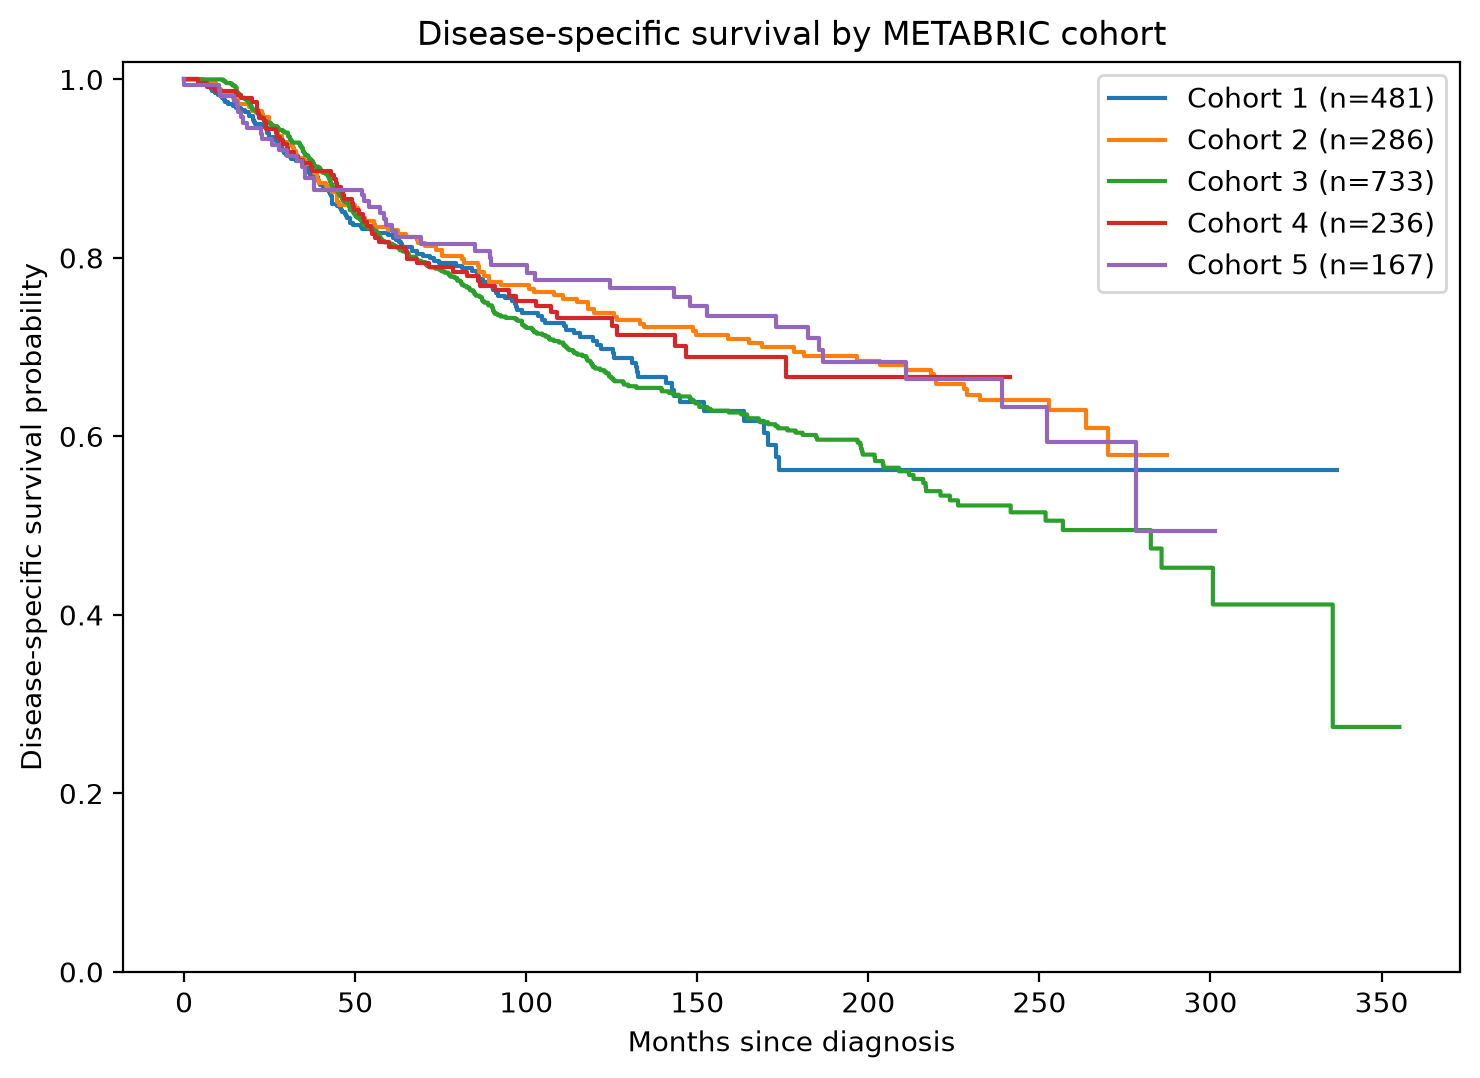 Disease-specific survival by METABRIC cohort
Disease-specific survival probability
1.0
0.8
0.6
0.4
0.2
0.0
Cohort 1 (n=481)
Cohort 2 (n=286)
Cohort 3 (n=733)
Cohort 4 (n=236)
Cohort 5 (n=167)
0 50 100 150 200 250 300 350
Months since diagnosis